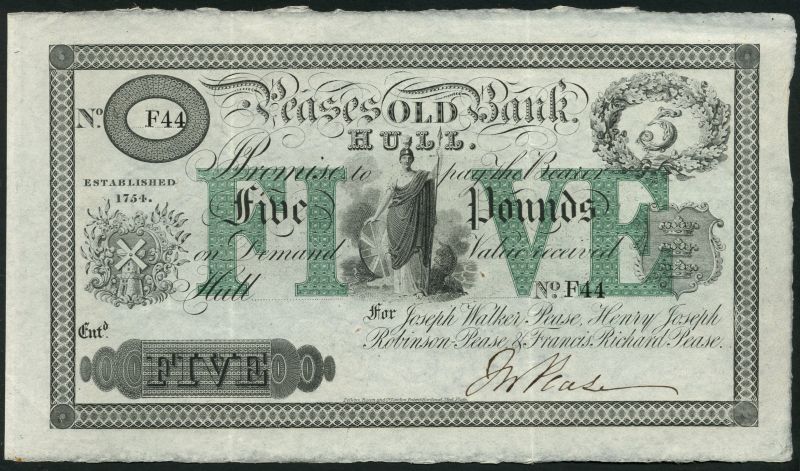 Peases OLD Bank.
HULL.
No. F44
5
ESTABLISHED
1754.
I Promise to pay the Bearer
FIVE
Five Pounds
on Demand Value received
Hull
No F44
For Joseph Walker Pease, Henry Joseph
Robinson Pease & Francis Richard Pease.
Entd.
FIVE
JW Pease